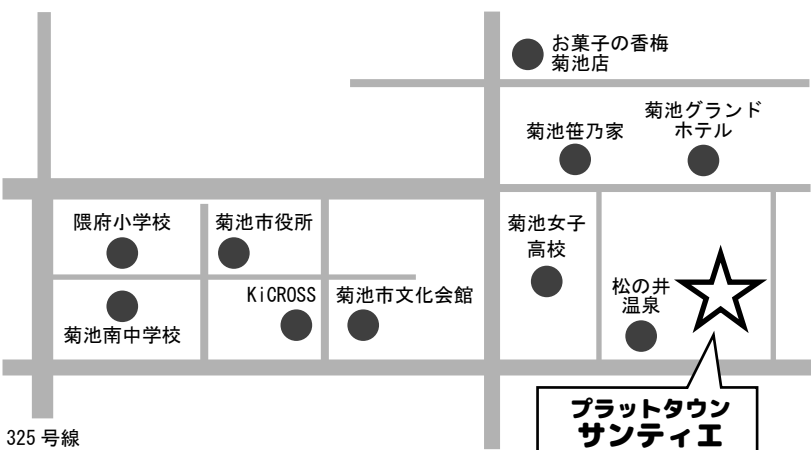 お菓子の香梅
菊池店
菊池グランド
ホテル
菊池笹乃家
隈府小学校
菊池市役所
菊池女子
高校
松の井
温泉
KiCROSS
菊池市文化会館
菊池南中学校
プラットタウン
サンティエ
325号線